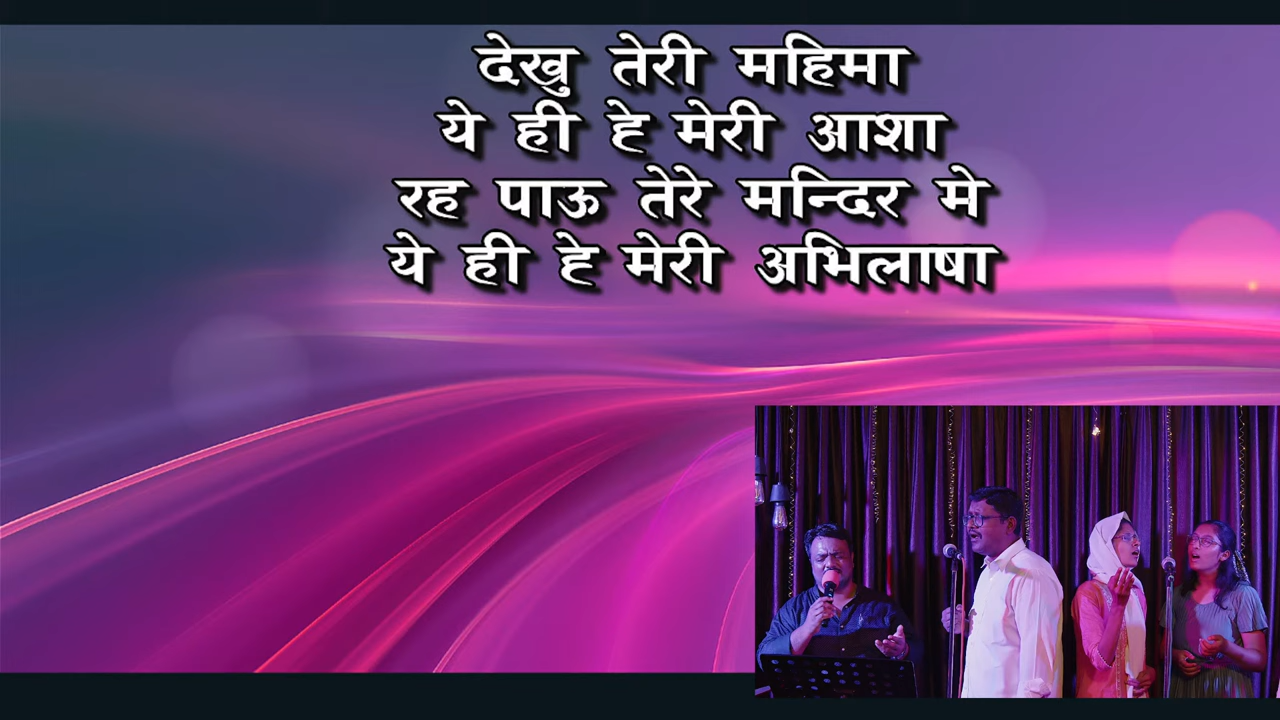 देखु तेरी महिमा
ये ही हे मेरी आशा
रह पाऊ तेरे मन्दिर मे
ये ही हे मेरी अभिलाषा